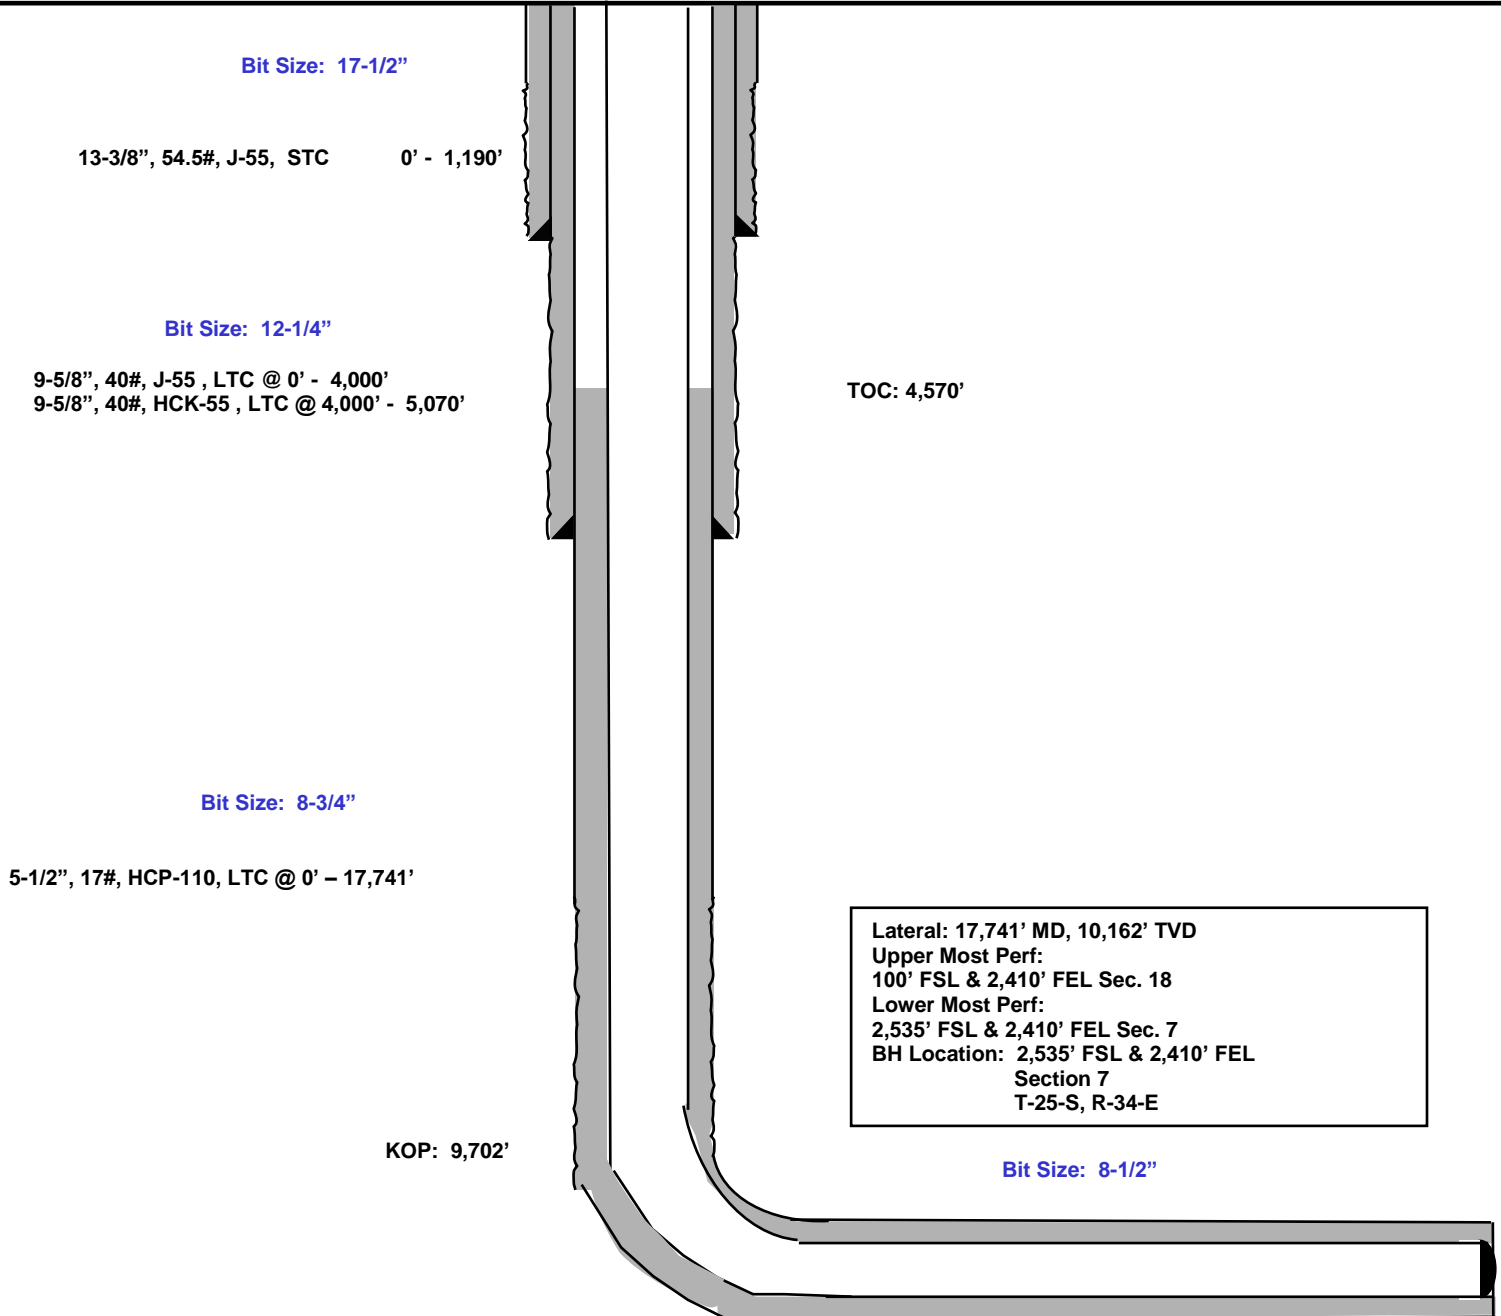 Bit Size: 17-1/2”
13-3/8”, 54.5#, J-55, STC 0’ - 1,190’
Bit Size: 12-1/4”
9-5/8”, 40#, J-55 , LTC @ 0’ - 4,000’
9-5/8”, 40#, HCK-55 , LTC @ 4,000’ - 5,070’
TOC: 4,570’
Bit Size: 8-3/4”
5-1/2”, 17#, HCP-110, LTC @ 0’ – 17,741’
Lateral: 17,741’ MD, 10,162’ TVD
Upper Most Perf:
100’ FSL & 2,410’ FEL Sec. 18
Lower Most Perf:
2,535’ FSL & 2,410’ FEL Sec. 7
BH Location: 2,535’ FSL & 2,410’ FEL
Section 7
T-25-S, R-34-E
KOP: 9,702’
Bit Size: 8-1/2”